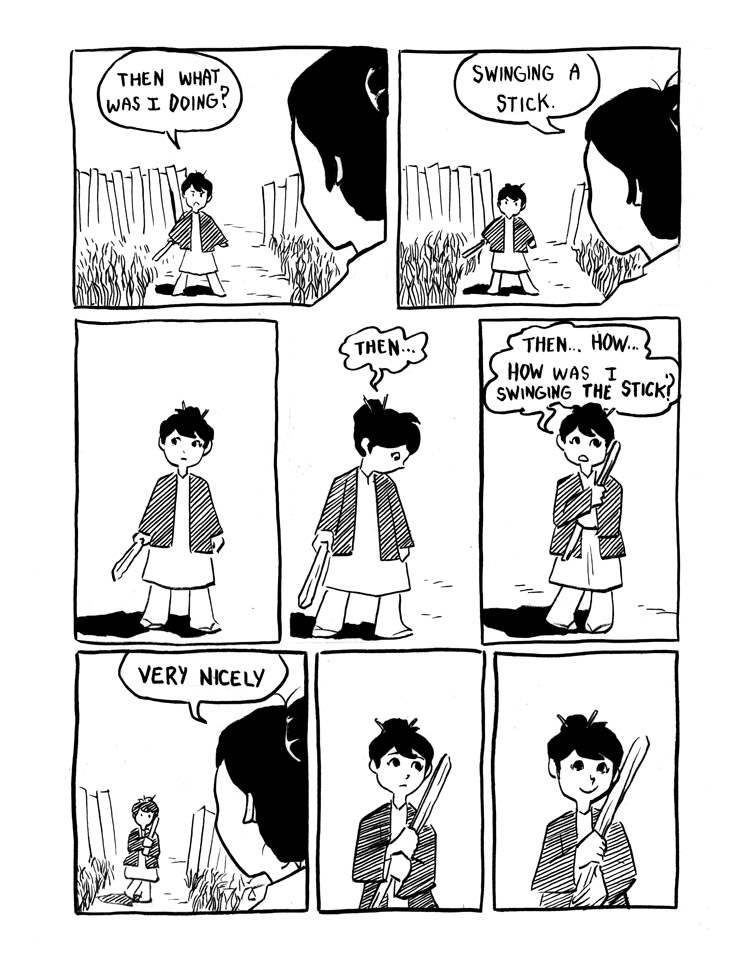 THEN WHAT
WAS I DOING?
SWINGING A
STICK.
THEN...
THEN... HOW...
HOW WAS I
SWINGING THE STICK?
VERY NICELY